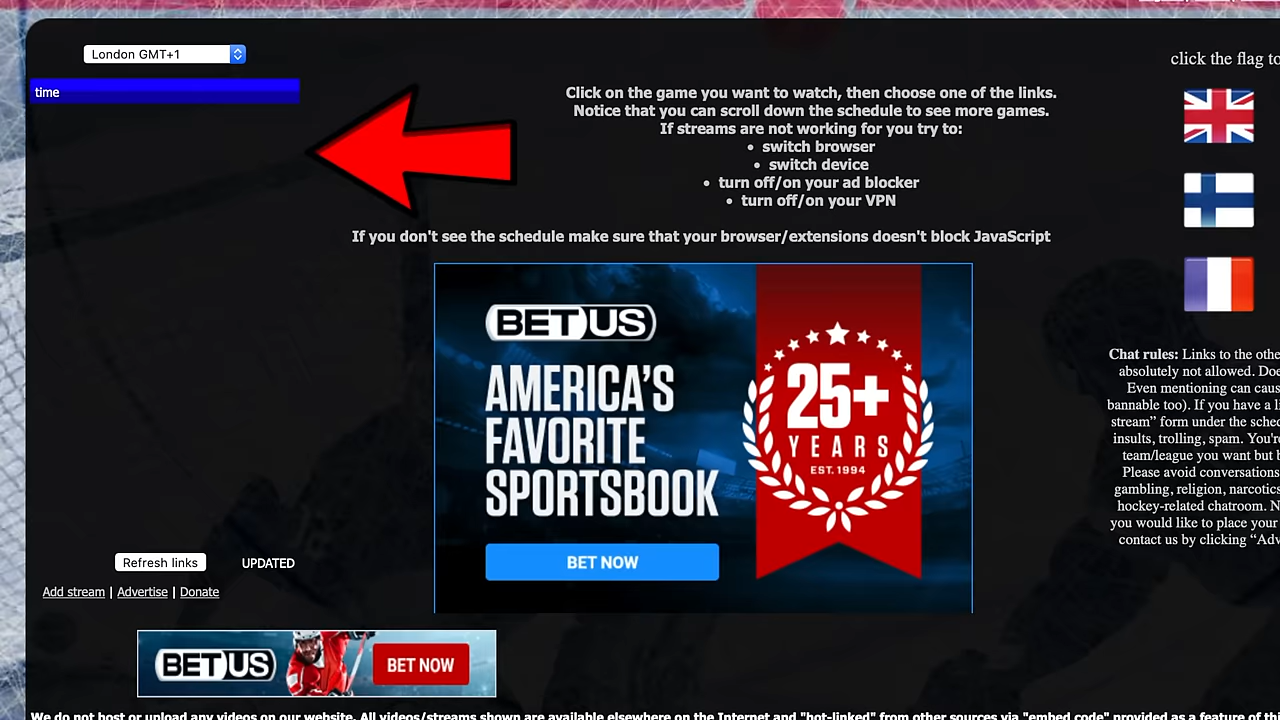 London GMT+1
click the flag to
time
Click on the game you want to watch, then choose one of the links.
Notice that you can scroll down the schedule to see more games.
If streams are not working for you try to:
• switch browser
• switch device
• turn off/on your ad blocker
• turn off/on your VPN
If you don't see the schedule make sure that your browser/extensions doesn't block JavaScript
BETUS
AMERICA'S
FAVORITE
SPORTSBOOK
BET NOW
25+
YEARS
EST.1994
Chat rules: Links to the othe
absolutely not allowed. Doe
Even mentioning can caus
bannable too). If you have a li
stream” form under the sched
insults, trolling, spam. You'r
team/league you want but b
Please avoid conversations
gambling, religion, narcotics
hockey-related chatroom. N
you would like to place your
contact us by clicking “Adv
Refresh links
UPDATED
Add stream | Advertise | Donate
BETUS
BET NOW
We do not host or upload any videos on our website. All videos/streams shown are available elsewhere on the Internet and "hot-linked" from other sources via "embed code" provided as a feature of th